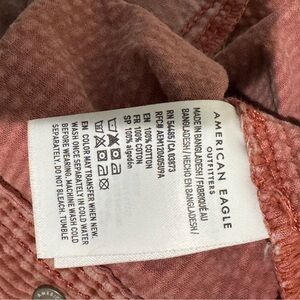 AMERICAN EAGLE
OUTFITTERS
MADE IN BANGLADESH / FABRIQUÉ AU
BANGLADESH / HECHO EN BANGLADESH /
RN 54485/CA 03873
EN: 100% COTTON
FR: 100% COTON
SP: 100% algodón
EN: COLOR MAY TRANSFER WHEN NEW.
WASH ONCE SEPARATELY IN COLD WATER
BEFORE WEARING. MACHINE WASH COLD
SEPARATELY. DO NOT BLEACH. TUMBLE